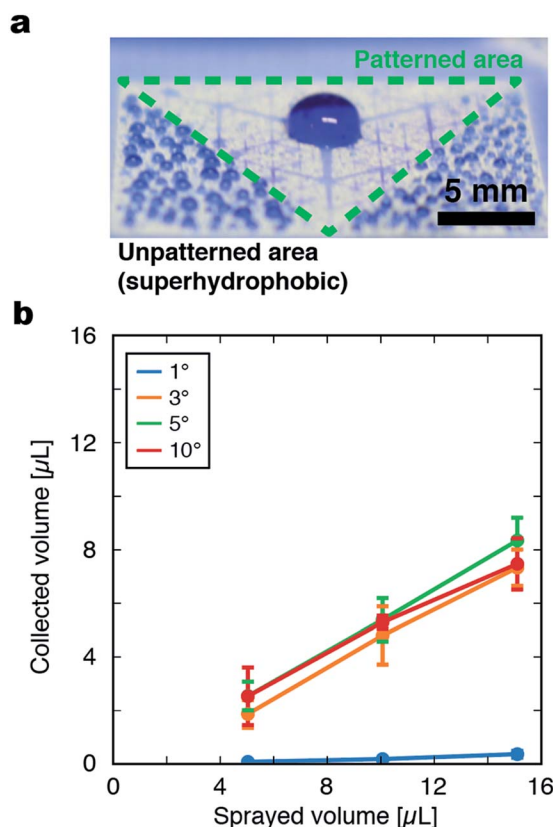 a
Patterned area
5 mm
Unpatterned area
(superhydrophobic)
b
16
12
8
4
0
Collected volume [µL]
1°
3°
5°
10°
0
4
8
12
16
Sprayed volume [µL]